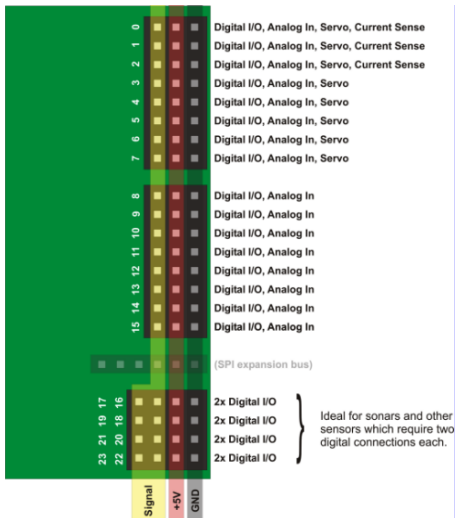 0 Digital I/O, Analog In, Servo, Current Sense
1 Digital I/O, Analog In, Servo, Current Sense
2 Digital I/O, Analog In, Servo, Current Sense
3 Digital I/O, Analog In, Servo
4 Digital I/O, Analog In, Servo
5 Digital I/O, Analog In, Servo
6 Digital I/O, Analog In, Servo
7 Digital I/O, Analog In, Servo
8 Digital I/O, Analog In
9 Digital I/O, Analog In
10 Digital I/O, Analog In
11 Digital I/O, Analog In
12 Digital I/O, Analog In
13 Digital I/O, Analog In
14 Digital I/O, Analog In
15 Digital I/O, Analog In
(SPI expansion bus)
17 16 2x Digital I/O
19 18 2x Digital I/O
21 20 2x Digital I/O
23 22 2x Digital I/O
Ideal for sonars and other
sensors which require two
digital connections each.
Signal
+5V
GND